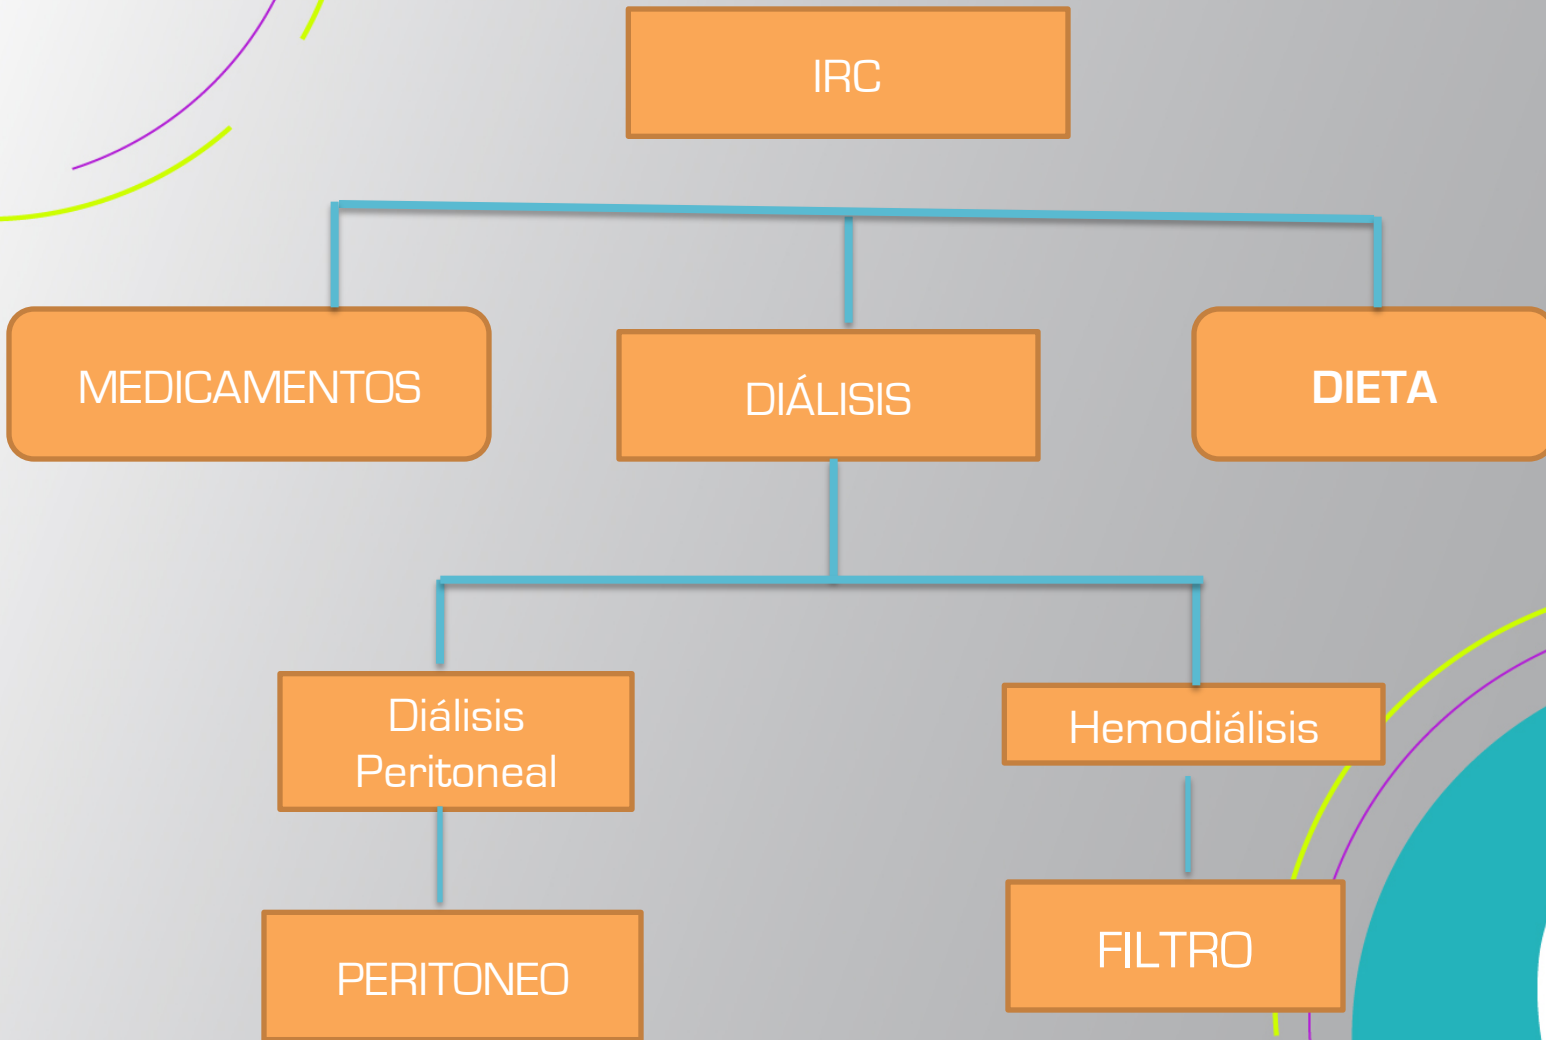 IRC
MEDICAMENTOS
DIÁLISIS
DIETA
Diálisis
Peritoneal
Hemodiálisis
PERITONEO
FILTRO